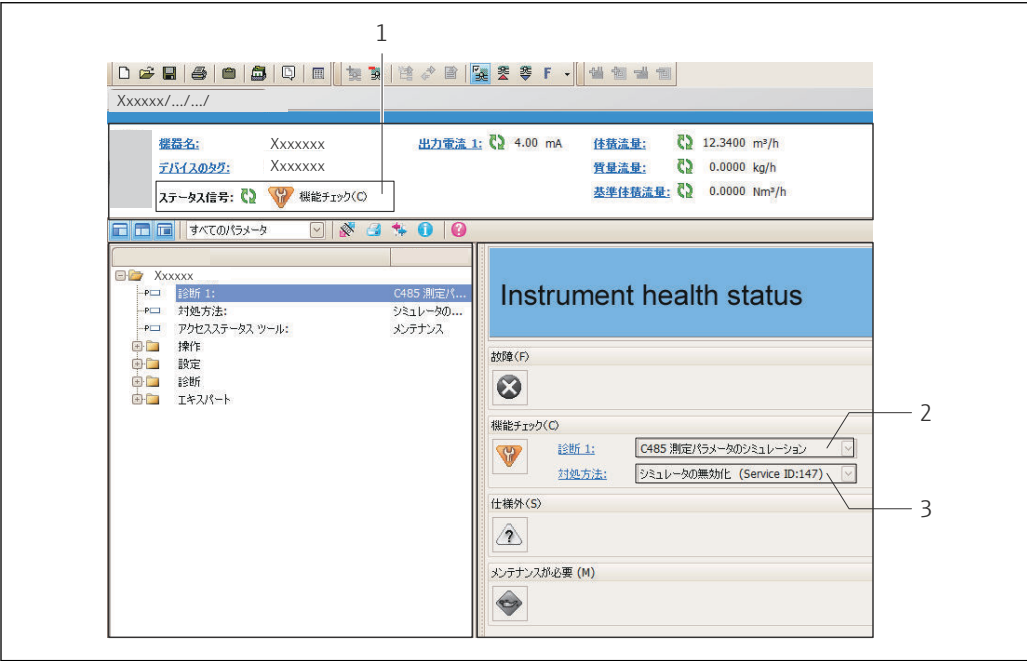 1
F
Xxxxxx/.../.../
機器名: Xxxxxxx 出力電流 1: 4.00 mA 体積流量: 12.3400 m³/h
デバイスのタグ: Xxxxxxx 質量流量: 0.0000 kg/h
ステータス信号: 機能チェック(C) 基準体積流量: 0.0000 Nm³/h
すべてのパラメータ
Xxxxxx
診断 1: C485 測定パ...
対処方法: シミュレータの...
アクセスステータス ツール: メンテナンス
操作
設定
診断
エキスパート
Instrument health status
故障(F)
機能チェック(C)
診断 1: C485 測定パラメータのシミュレーション
対処方法: シミュレータの無効化 (Service ID:147)
仕様外(S)
メンテナンスが必要 (M)
2
3